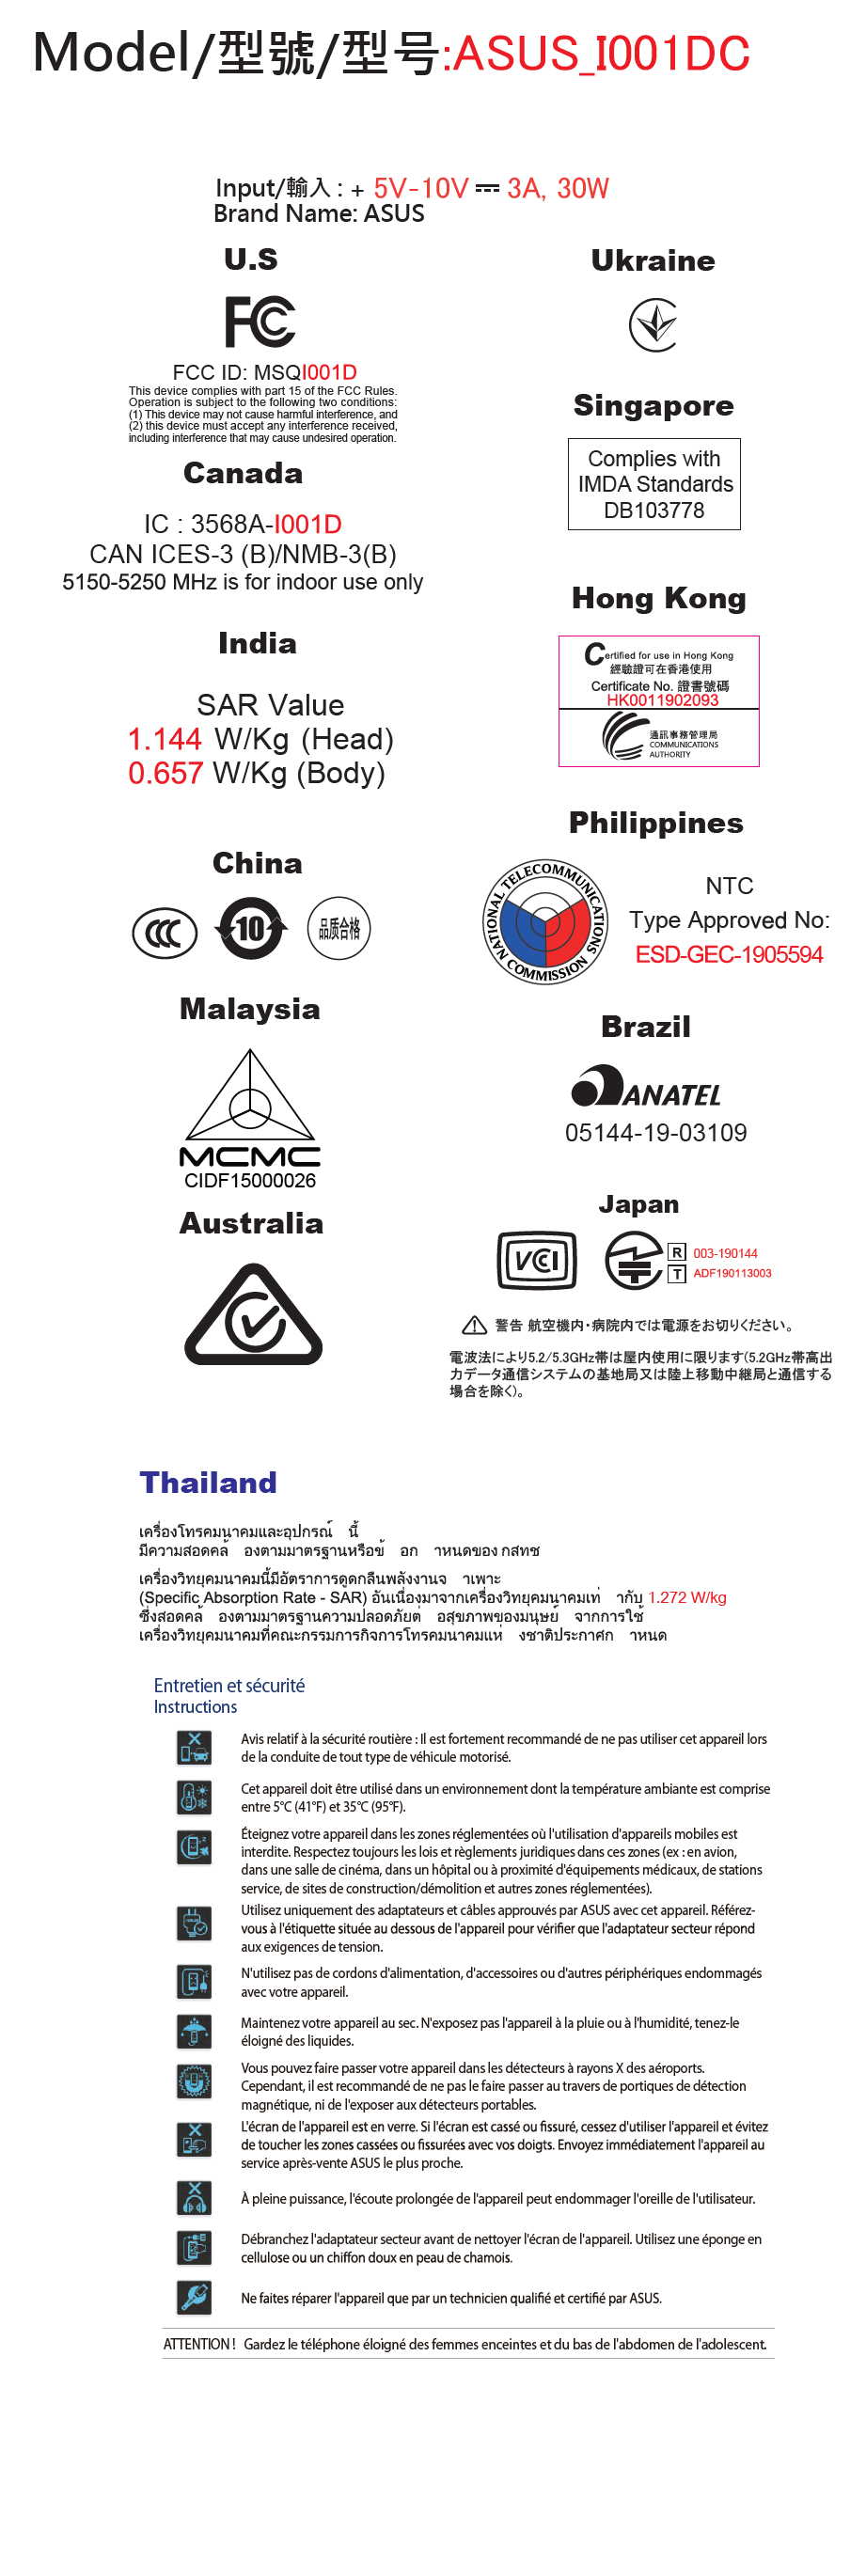 Model/型號/型号:ASUS_I001DC
Input/輸入 : + 5V-10V ⎓ 3A, 30W
Brand Name: ASUS
U.S
FC
FCC ID: MSQI001D
This device complies with part 15 of the FCC Rules.
Operation is subject to the following two conditions:
(1) This device may not cause harmful interference, and
(2) this device must accept any interference received,
including interference that may cause undesired operation.
Canada
IC : 3568A-I001D
CAN ICES-3 (B)/NMB-3(B)
5150-5250 MHz is for indoor use only
India
SAR Value
1.144 W/Kg (Head)
0.657 W/Kg (Body)
China
CCC
10
品质合格
Malaysia
MCMC
CIDF15000026
Australia
Ukraine
Singapore
Complies with
IMDA Standards
DB103778
Hong Kong
Certified for use in Hong Kong
經驗證可在香港使用
Certificate No. 證書號碼
HK0011902093
通訊事務管理局
COMMUNICATIONS
AUTHORITY
Philippines
NATIONAL TELECOMMUNICATIONS COMMISSION
NTC
Type Approved No:
ESD-GEC-1905594
Brazil
ANATEL
05144-19-03109
Japan
VCCI
R 003-190144
T ADF190113003
警告 航空機内・病院内では電源をお切りください。
電波法により5.2/5.3GHz帯は屋内使用に限ります(5.2GHz帯高出
力データ通信システムの基地局又は陸上移動中継局と通信する
場合を除く)。
Thailand
เครื่องโทรคมนาคมและอุปกรณ์ นี้
มีความสอดคล้ องตามมาตรฐานหรือข้ อก ําหนดของ กสทช
เครื่องวิทยุคมนาคมนี้มีอัตราการดูดกลืนพลังงานจ ําเพาะ
(Specific Absorption Rate - SAR) อันเนื่องมาจากเครื่องวิทยุคมนาคมเท่ ากับ 1.272 W/kg
ซึ่งสอดคล้ องตามมาตรฐานความปลอดภัยต่ อสุขภาพของมนุษย์ จากการใช้
เครื่องวิทยุคมนาคมที่คณะกรรมการกิจการโทรคมนาคมแห่ งชาติประกาศก ําหนด
Entretien et sécurité
Instructions
Avis relatif à la sécurité routière : Il est fortement recommandé de ne pas utiliser cet appareil lors
de la conduite de tout type de véhicule motorisé.
Cet appareil doit être utilisé dans un environnement dont la température ambiante est comprise
entre 5°C (41°F) et 35°C (95°F).
Éteignez votre appareil dans les zones réglementées où l'utilisation d'appareils mobiles est
interdite. Respectez toujours les lois et règlements juridiques dans ces zones (ex : en avion,
dans une salle de cinéma, dans un hôpital ou à proximité d'équipements médicaux, de stations
service, de sites de construction/démolition et autres zones réglementées).
Utilisez uniquement des adaptateurs et câbles approuvés par ASUS avec cet appareil. Référez-
vous à l'étiquette située au dessous de l'appareil pour vérifier que l'adaptateur secteur répond
aux exigences de tension.
N'utilisez pas de cordons d'alimentation, d'accessoires ou d'autres périphériques endommagés
avec votre appareil.
Maintenez votre appareil au sec. N'exposez pas l'appareil à la pluie ou à l'humidité, tenez-le
éloigné des liquides.
Vous pouvez faire passer votre appareil dans les détecteurs à rayons X des aéroports.
Cependant, il est recommandé de ne pas le faire passer au travers de portiques de détection
magnétique, ni de l'exposer aux détecteurs portables.
L'écran de l'appareil est en verre. Si l'écran est cassé ou fissuré, cessez d'utiliser l'appareil et évitez
de toucher les zones cassées ou fissurées avec vos doigts. Envoyez immédiatement l'appareil au
service après-vente ASUS le plus proche.
À pleine puissance, l'écoute prolongée de l'appareil peut endommager l'oreille de l'utilisateur.
Débranchez l'adaptateur secteur avant de nettoyer l'écran de l'appareil. Utilisez une éponge en
cellulose ou un chiffon doux en peau de chamois.
Ne faites réparer l'appareil que par un technicien qualifié et certifié par ASUS.
ATTENTION ! Gardez le téléphone éloigné des femmes enceintes et du bas de l'abdomen de l'adolescent.